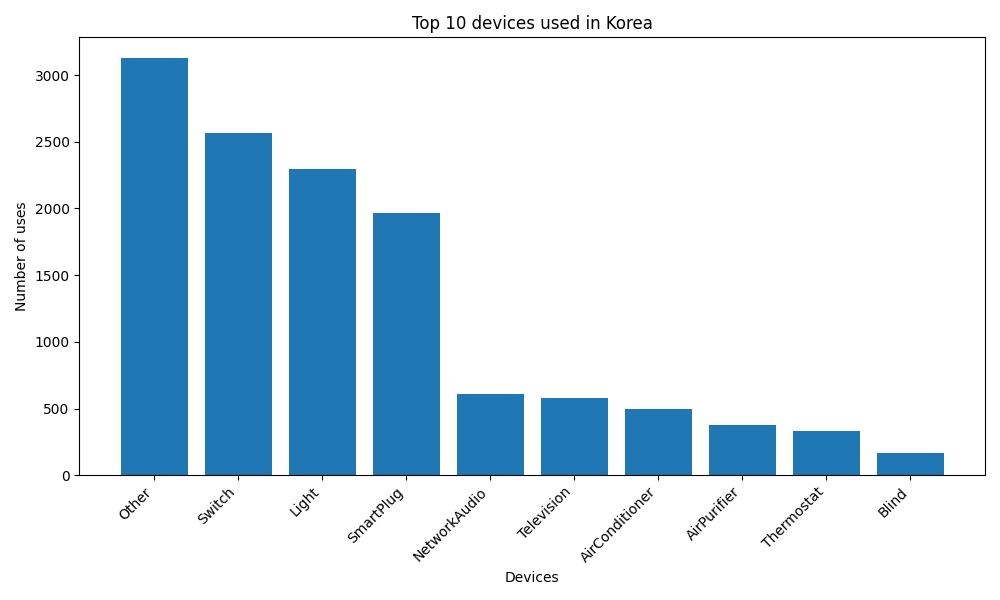 Top 10 devices used in Korea
Number of uses
3000
2500
2000
1500
1000
500
0
Other
Switch
Light
SmartPlug
NetworkAudio
Television
AirConditioner
AirPurifier
Thermostat
Blind
Devices